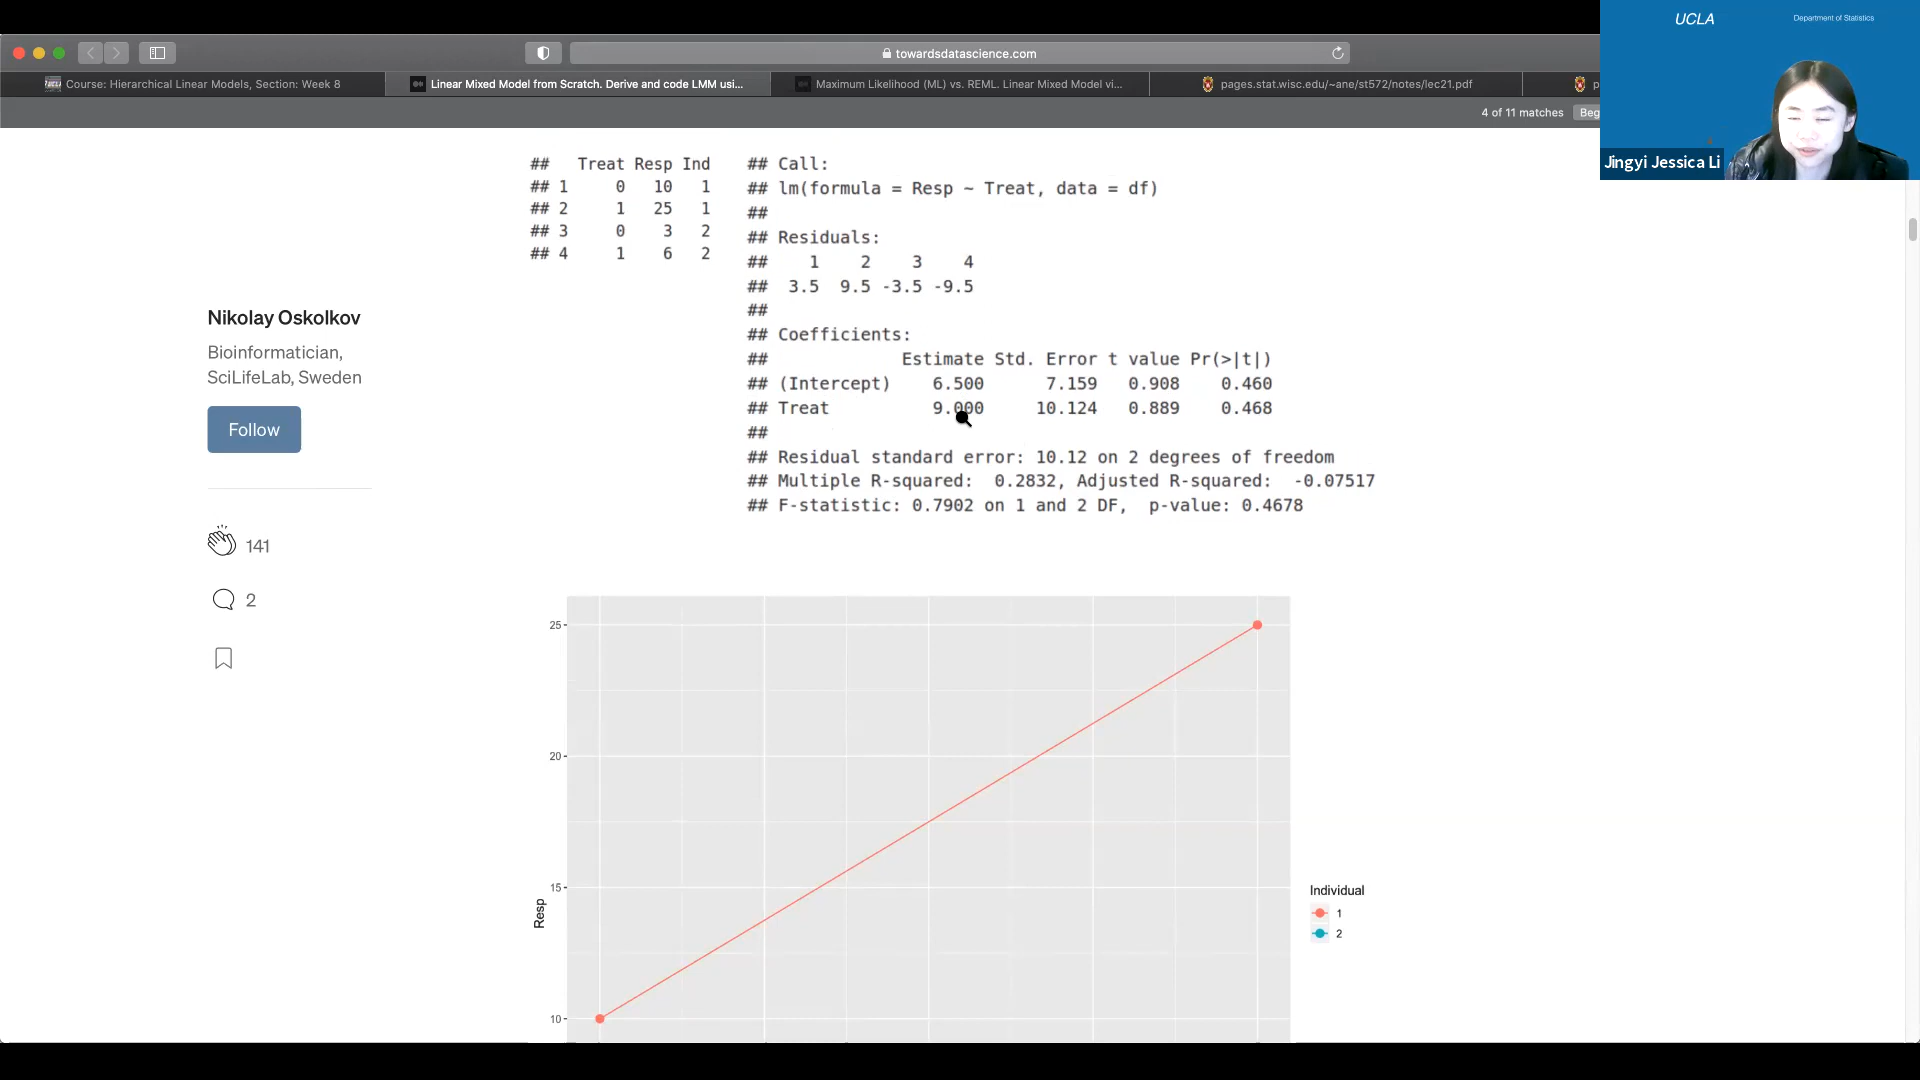 UCLA
Department of Statistics
towardsdatascience.com
Course: Hierarchical Linear Models, Section: Week 8
Linear Mixed Model from Scratch. Derive and code LMM usi...
Maximum Likelihood (ML) vs. REML. Linear Mixed Model vi...
pages.stat.wisc.edu/~ane/st572/notes/lec21.pdf
p
4 of 11 matches
Beg
Jingyi Jessica Li
## Treat Resp Ind
## 1 0 10 1
## 2 1 25 1
## 3 0 3 2
## 4 1 6 2
## Call:
## lm(formula = Resp ~ Treat, data = df)
##
## Residuals:
## 1 2 3 4
## 3.5 9.5 -3.5 -9.5
##
## Coefficients:
## Estimate Std. Error t value Pr(>|t|)
## (Intercept) 6.500 7.159 0.908 0.460
## Treat 9.000 10.124 0.889 0.468
##
## Residual standard error: 10.12 on 2 degrees of freedom
## Multiple R-squared: 0.2832, Adjusted R-squared: -0.07517
## F-statistic: 0.7902 on 1 and 2 DF, p-value: 0.4678
Nikolay Oskolkov
Bioinformatician,
SciLifeLab, Sweden
Follow
141
2
25
20
15
10
Resp
Individual
1
2